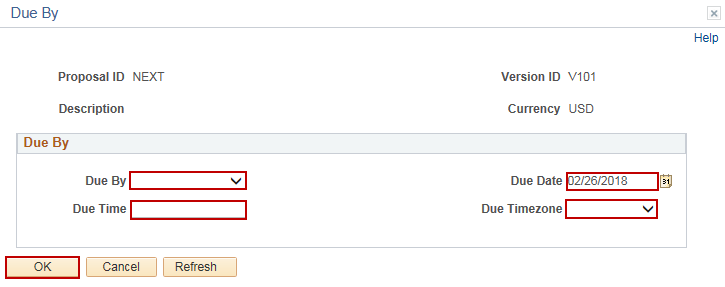 Due By
Help
Proposal ID NEXT Version ID V101
Description Currency USD
Due By
Due By Due Date 02/26/2018 31
Due Time Due Timezone
OK Cancel Refresh